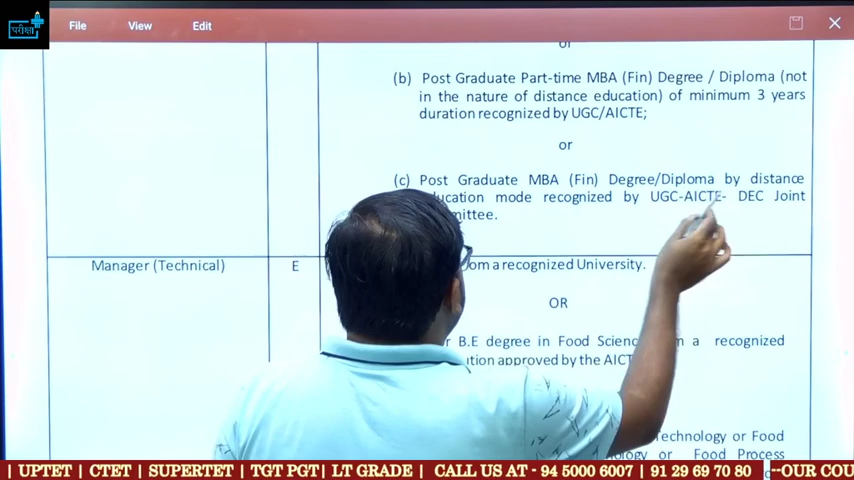 परीक्षा
File View Edit
or
(b) Post Graduate Part-time MBA (Fin) Degree / Diploma (not
in the nature of distance education) of minimum 3 years
duration recognized by UGC/AICTE;
or
(c) Post Graduate MBA (Fin) Degree/Diploma by distance
education mode recognized by UGC-AICTE- DEC Joint
mittee.
Manager (Technical) E om a recognized University.
OR
r B.E degree in Food Scienc m a recognized
ution approved by the AICT
Technology or Food
logy or Food Process
| UPTET | CTET | SUPERTET | TGT PGT| LT GRADE | CALL US AT - 94 5000 6007 | 91 29 69 70 80 --OUR COU